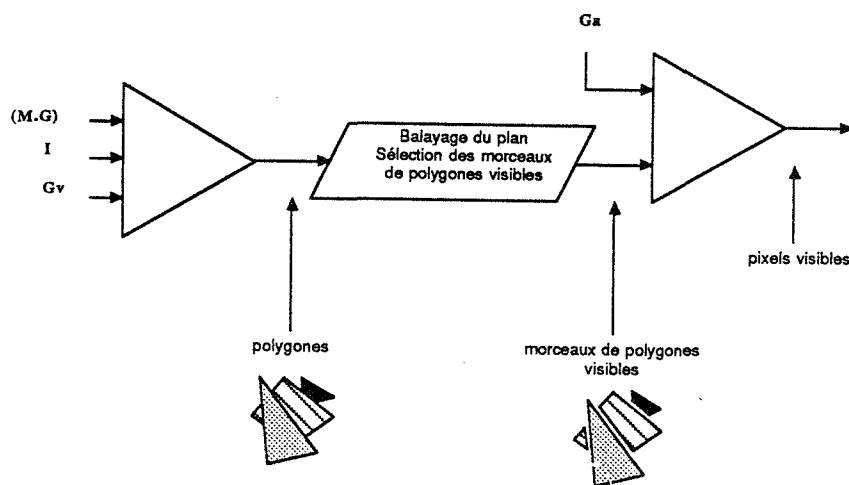 Ga
(M.G)
I
Gv
Balayage du plan
Sélection des morceaux
de polygones visibles
pixels visibles
polygones
morceaux de polygones
visibles